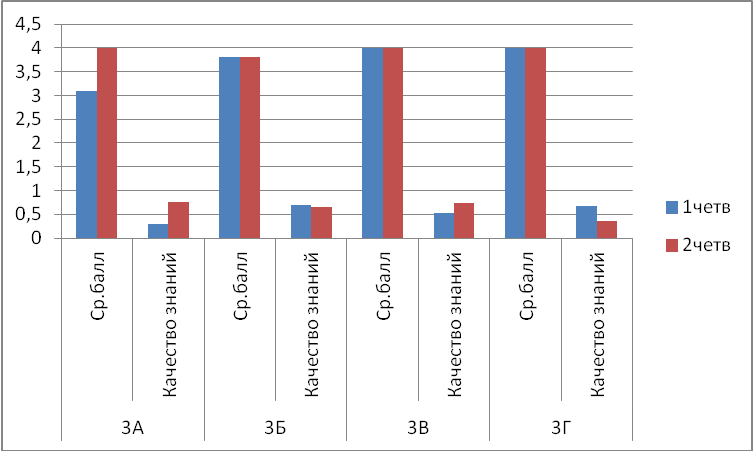 4,5
4
3,5
3
2,5
2
1,5
1
0,5
0
Ср.балл
Качество знаний
Ср.балл
Качество знаний
Ср.балл
Качество знаний
Ср.балл
Качество знаний
3А
3Б
3В
3Г
1четв
2четв